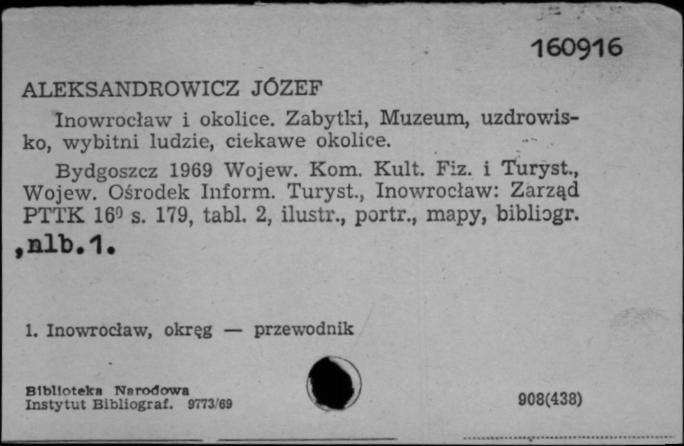 160916
ALEKSANDROWICZ JÓZEF
Inowrocław i okolice. Zabytki, Muzeum, uzdrowis-
ko, wybitni ludzie, ciekawe okolice.
Bydgoszcz 1969 Wojew. Kom. Kult. Fiz. i Turyst.,
Wojew. Ośrodek Inform. Turyst., Inowrocław: Zarząd
PTTK 16⁰ s. 179, tabl. 2, ilustr., portr., mapy, bibliogr.
,nlb.1.
1. Inowrocław, okręg — przewodnik
Biblioteka Narodowa
Instytut Bibliograf. 9773/69
908(438)